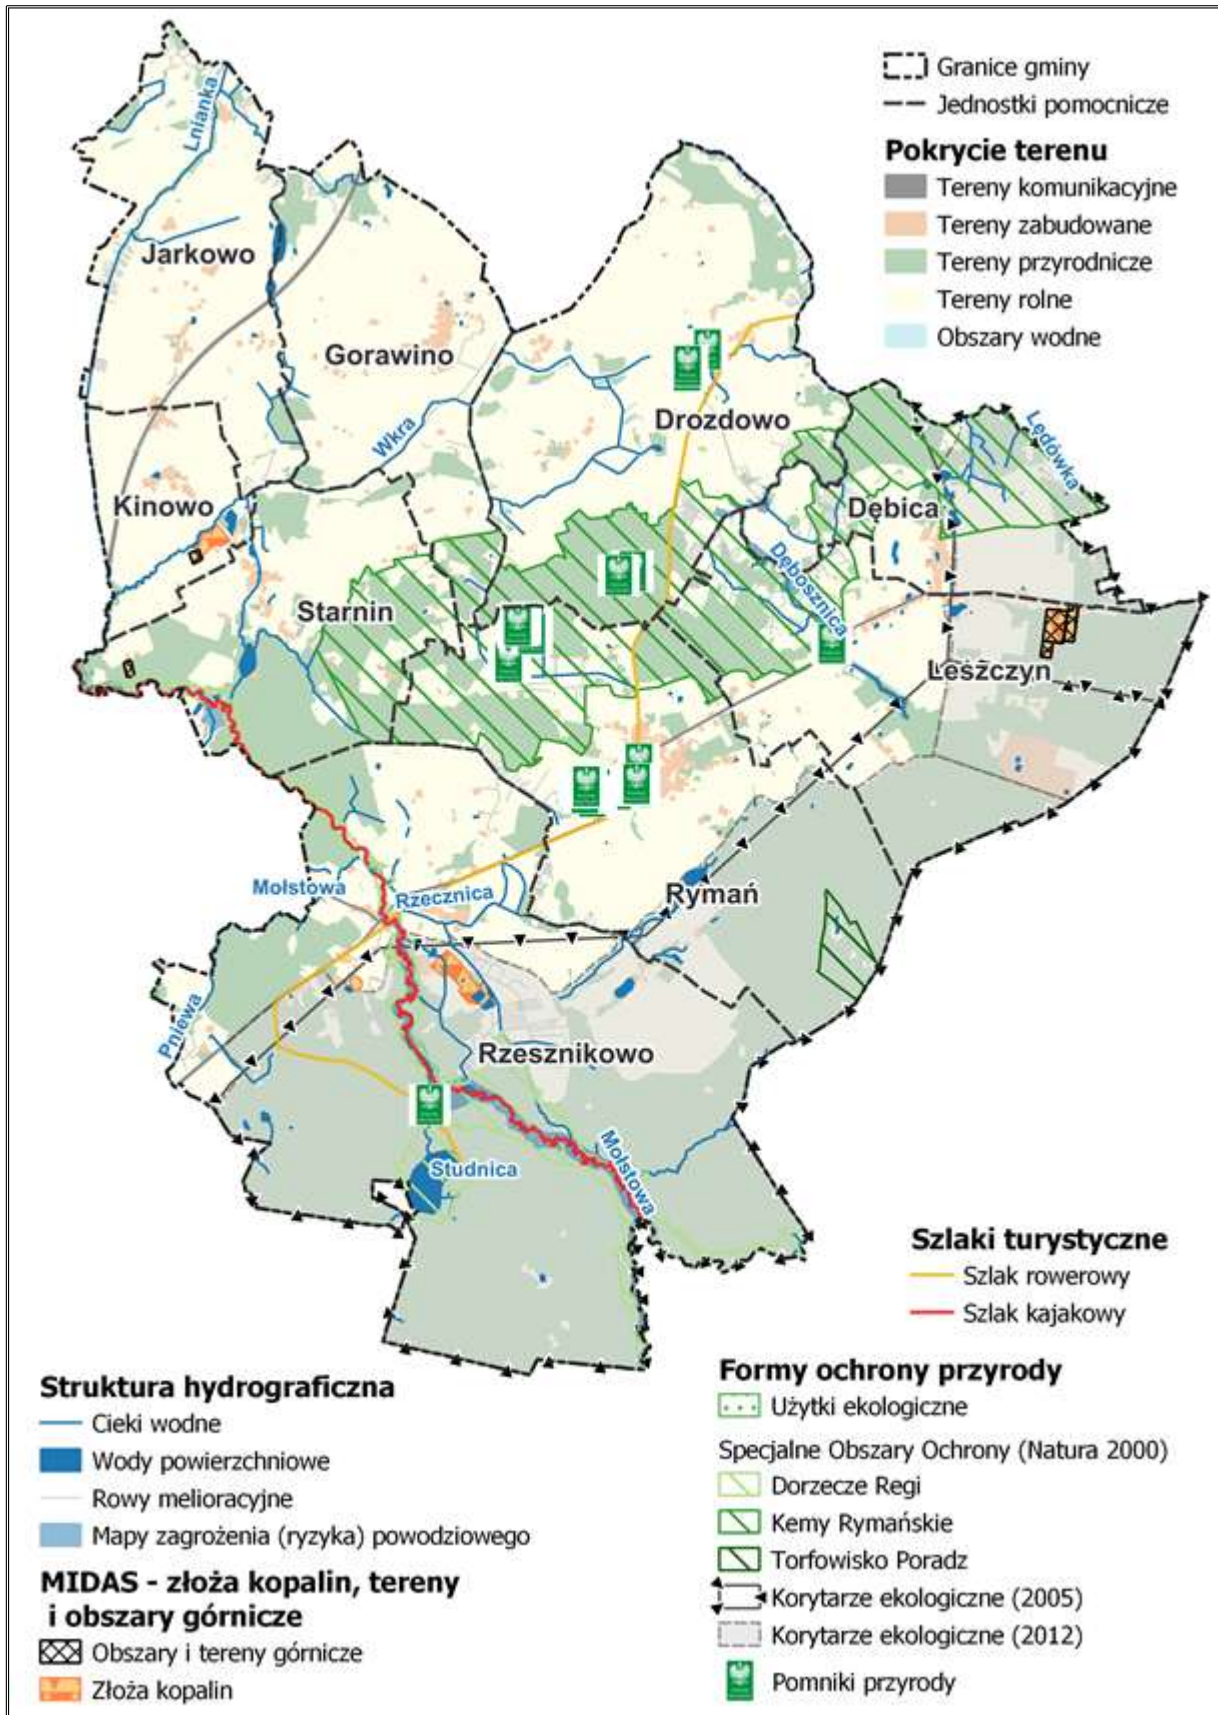 Granice gminy
Jednostki pomocnicze
Pokrycie terenu
Tereny komunikacyjne
Tereny zabudowane
Tereny przyrodnicze
Tereny rolne
Obszary wodne
Lnianka
Jarkowo
Gorawino
Wkra
Drozdowo
Lędówka
Kinowo
Dębica
Dębosznica
Starnin
Leszczyn
Mołstowa
Rzecznica
Rymań
Pniewa
Rzesznikowo
Studnica
Mołstowa
Szlaki turystyczne
Szlak rowerowy
Szlak kajakowy
Struktura hydrograficzna
Cieki wodne
Wody powierzchniowe
Rowy melioracyjne
Mapy zagrożenia (ryzyka) powodziowego
MIDAS - złoża kopalin, tereny
i obszary górnicze
Obszary i tereny górnicze
Złoża kopalin
Formy ochrony przyrody
Użytki ekologiczne
Specjalne Obszary Ochrony (Natura 2000)
Dorzecze Regi
Kemy Rymańskie
Torfowisko Poradz
Korytarze ekologiczne (2005)
Korytarze ekologiczne (2012)
Pomniki przyrody